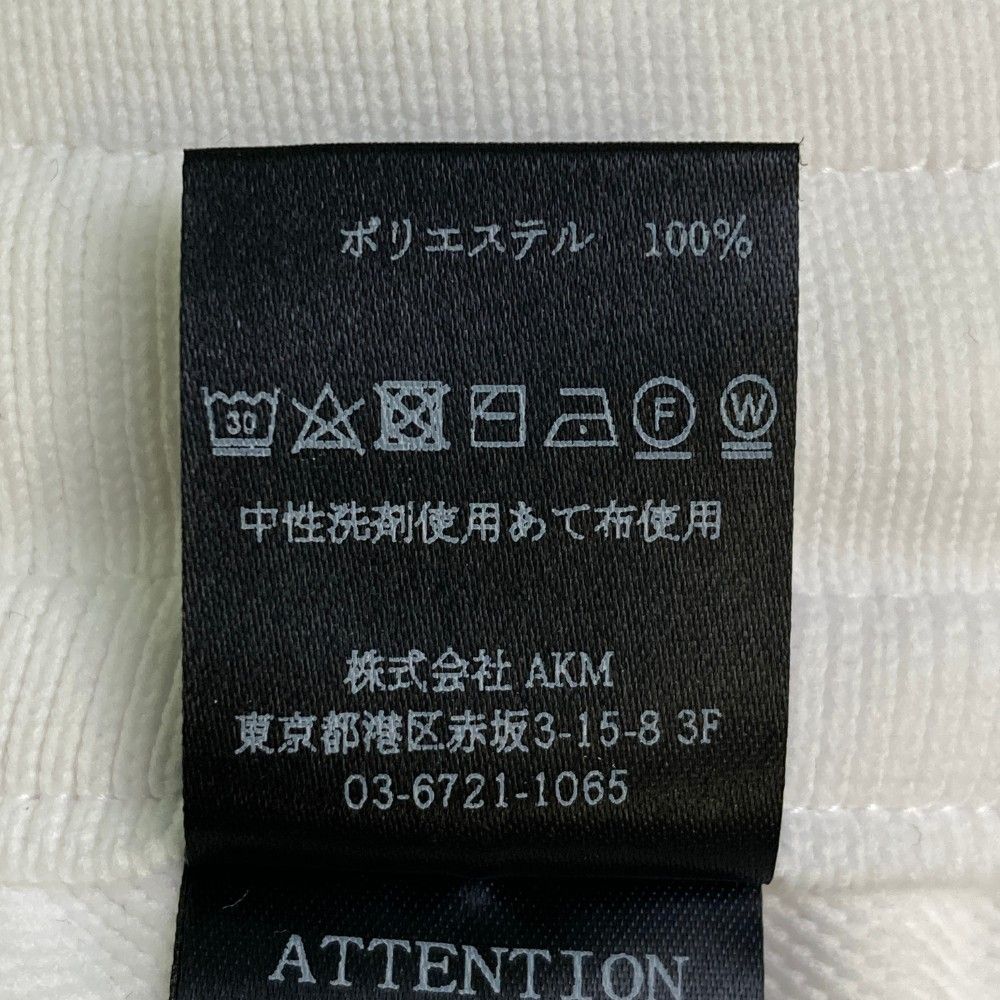 ポリエステル 100%
30 F W
中性洗剤使用あて布使用
株式会社 AKM
東京都港区赤坂3-15-8 3F
03-6721-1065
ATTENTION